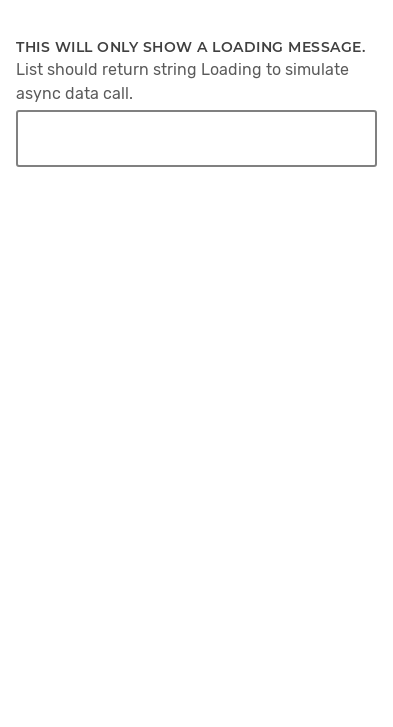 THIS WILL ONLY SHOW A LOADING MESSAGE.
List should return string Loading to simulate
async data call.